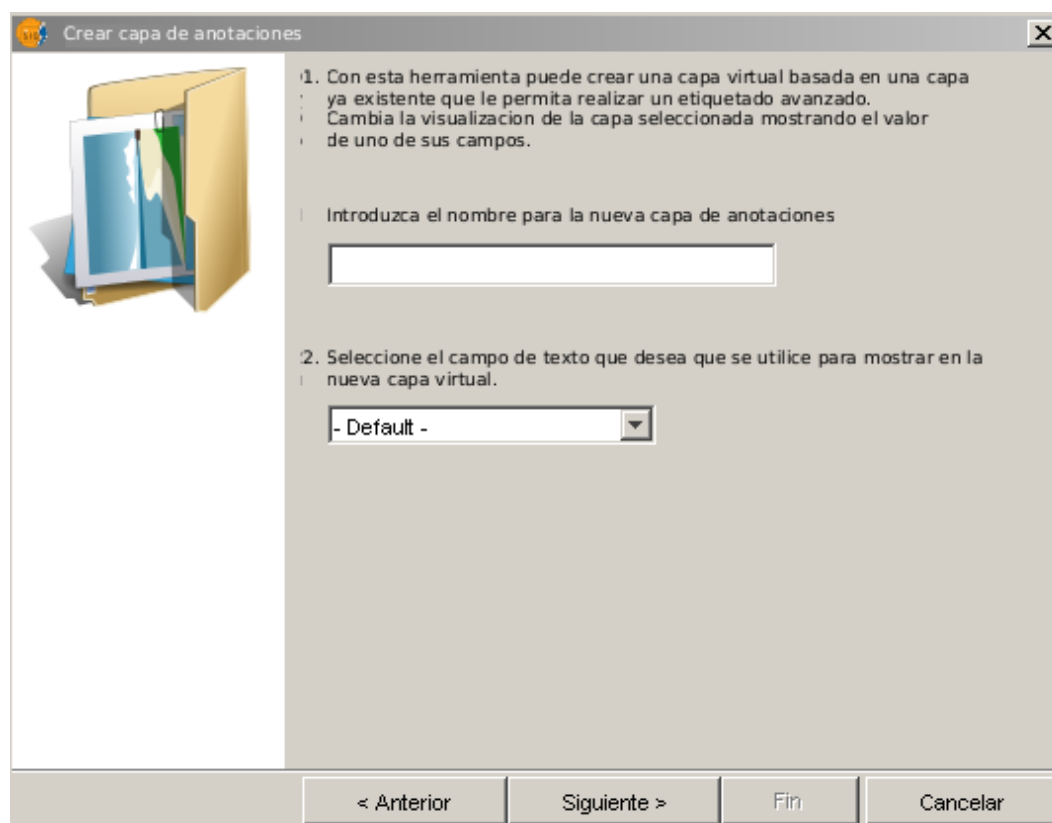 Crear capa de anotaciones
1. Con esta herramienta puede crear una capa virtual basada en una capa
ya existente que le permita realizar un etiquetado avanzado.
Cambia la visualizacion de la capa seleccionada mostrando el valor
de uno de sus campos.
Introduzca el nombre para la nueva capa de anotaciones
2. Seleccione el campo de texto que desea que se utilice para mostrar en la
nueva capa virtual.
- Default -
< Anterior
Siguiente >
Fin
Cancelar